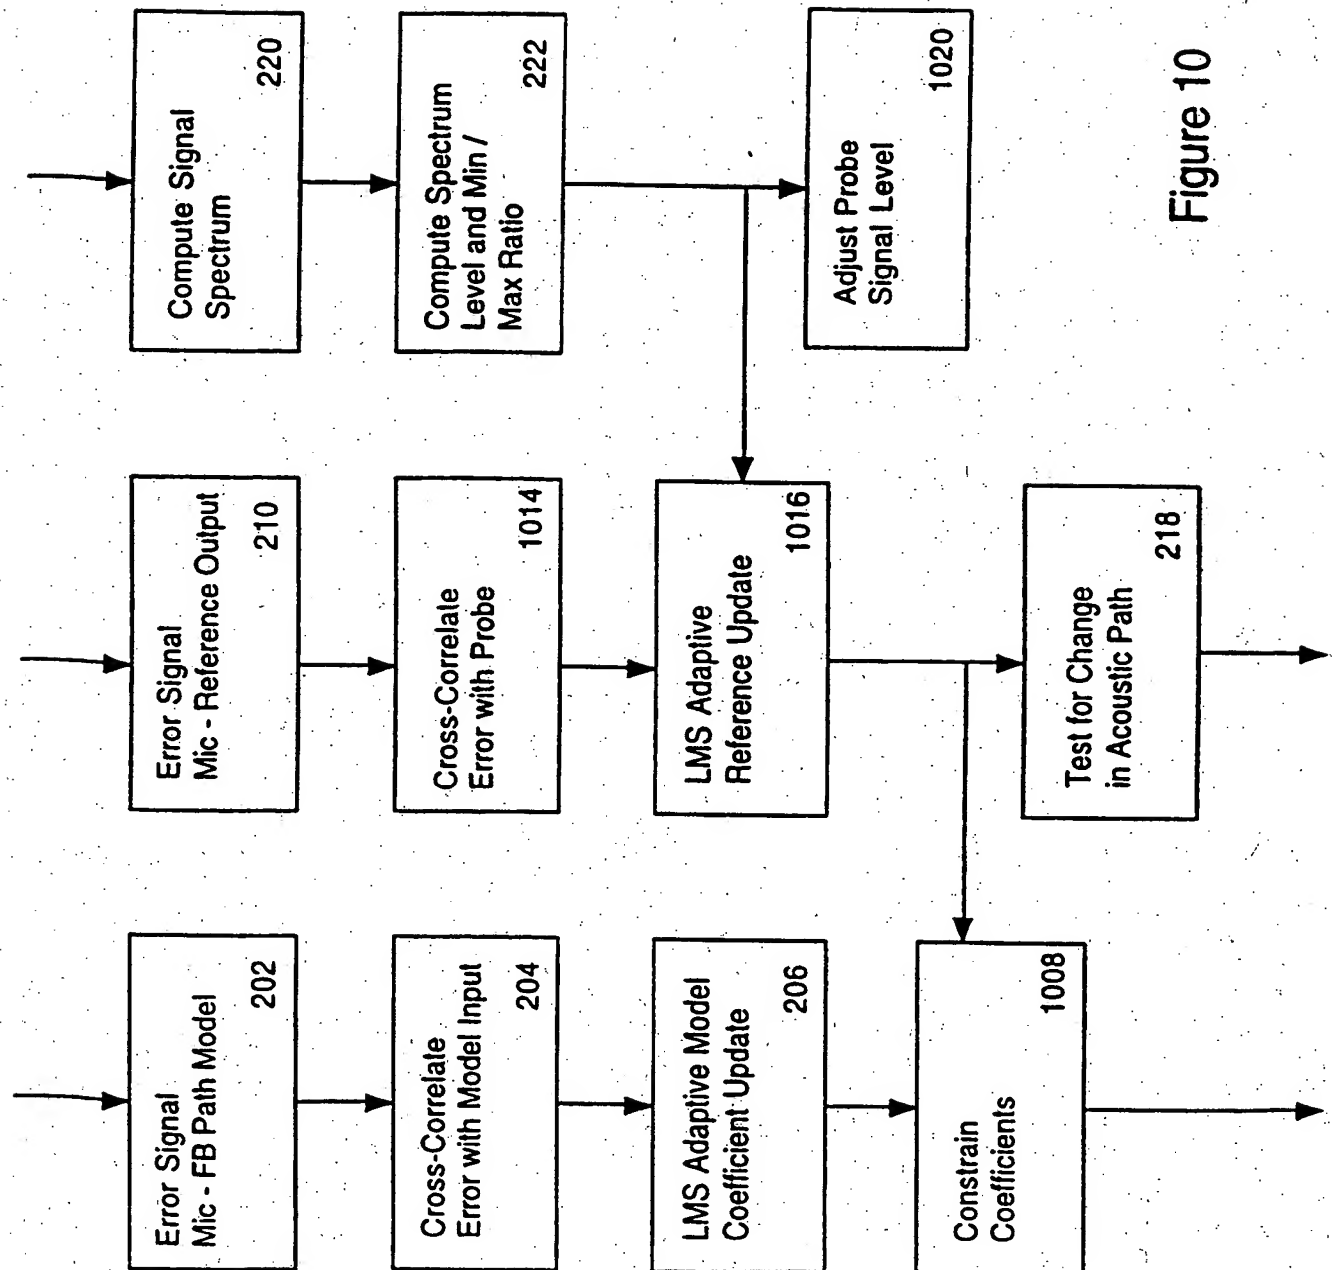 Error Signal
Mic - FB Path Model
202
Cross-Correlate
Error with Model Input
204
LMS Adaptive Model
Coefficient Update
206
Constrain
Coefficients
1008
Error Signal
Mic - Reference Output
210
Cross-Correlate
Error with Probe
1014
LMS Adaptive
Reference Update
1016
Test for Change
in Acoustic Path
218
Compute Signal
Spectrum
220
Compute Spectrum
Level and Min /
Max Ratio
222
Adjust Probe
Signal Level
1020
Figure 10